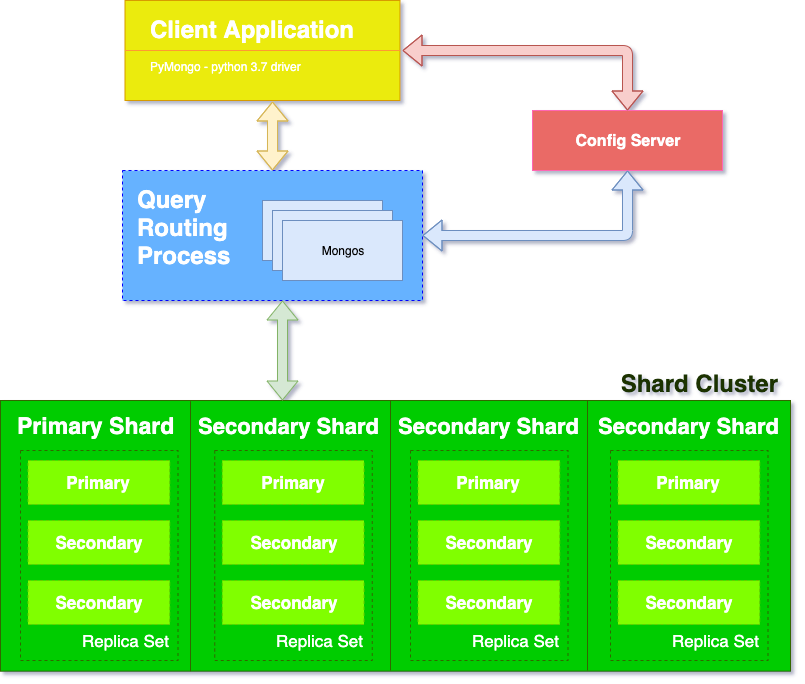 Client Application
PyMongo - python 3.7 driver
Config Server
Query
Routing
Process
Mongos
Shard Cluster
Primary Shard
Secondary Shard
Secondary Shard
Secondary Shard
Primary
Primary
Primary
Primary
Secondary
Secondary
Secondary
Secondary
Secondary
Secondary
Secondary
Secondary
Replica Set
Replica Set
Replica Set
Replica Set